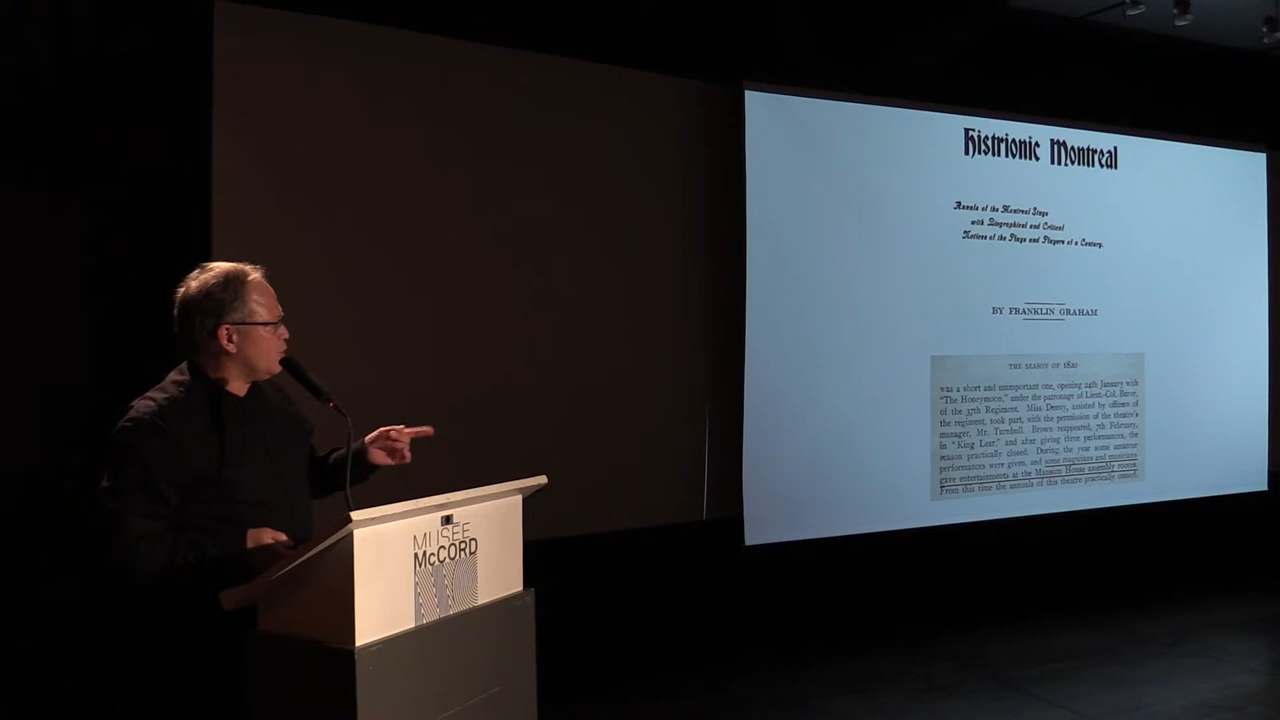 Histrionic Montreal
Annals of the Montreal Stage
with Biographical and Critical
Notices of the Plays and Players of a Century.
BY FRANKLIN GRAHAM
THE SEASON OF 1820
was a short and unimportant one, opening 24th January with
"The Honeymoon," under the patronage of Lieut.-Col. Burer,
of the 37th Regiment. Miss Denny, assisted by officers of
the regiment, took part, with the permission of the theatre's
manager, Mr. Turnbull. Brown reappeared, 7th February,
in "King Lear," and after giving three performances, the
season practically closed. During the year some amateur
performances were given, and some magicians and musicians
gave entertainments at the Mansion House assembly rooms.
From this time the annals of this theatre practically ceased.
MUSÉE
McCORD